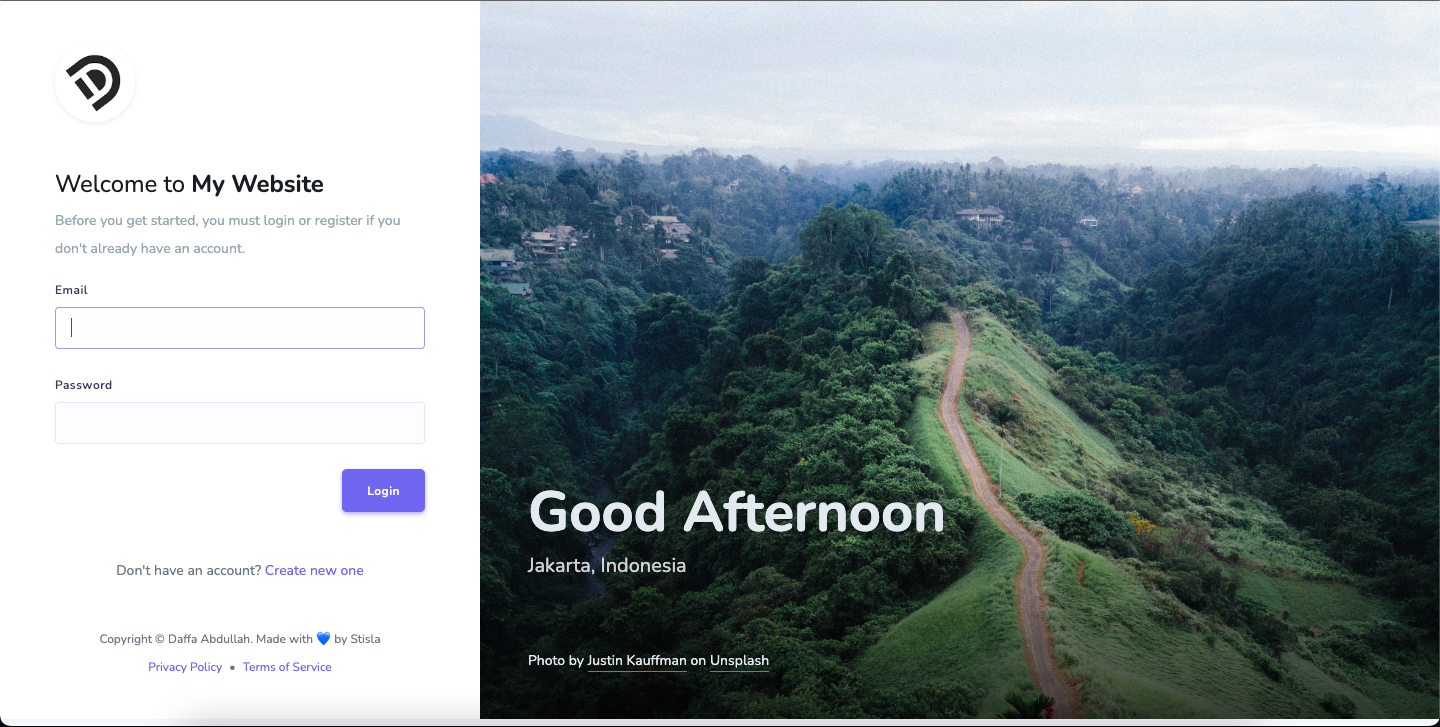 Welcome to My Website
Before you get started, you must login or register if you
don't already have an account.
Email
Password
Login
Don't have an account? Create new one
Copyright © Daffa Abdullah. Made with 💙 by Stisla
Privacy Policy • Terms of Service
Good Afternoon
Jakarta, Indonesia
Photo by Justin Kauffman on Unsplash